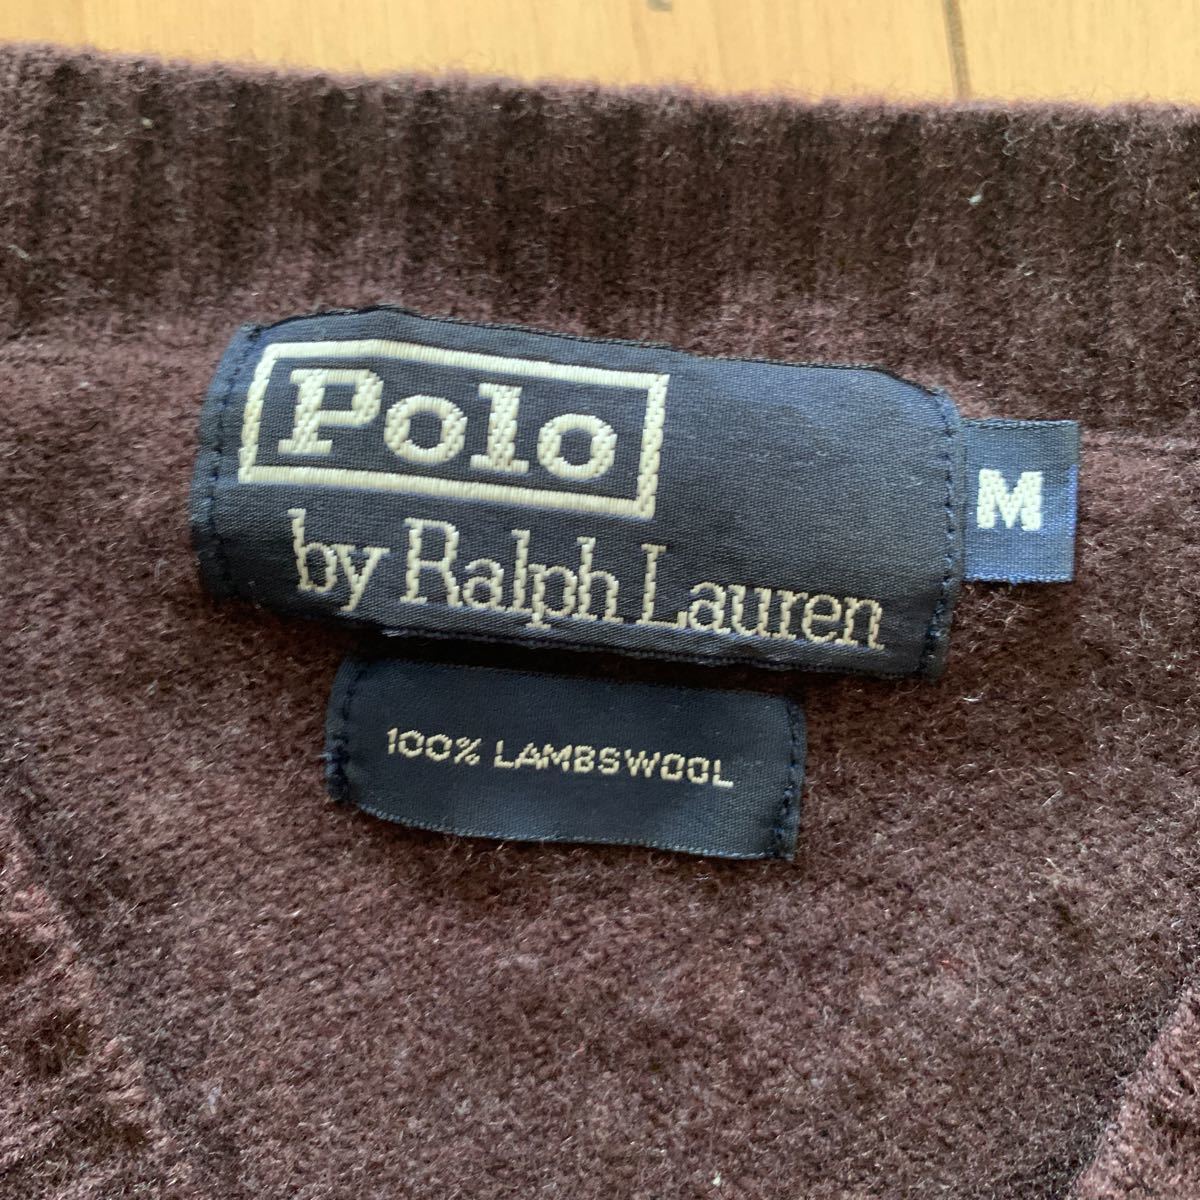 Polo
by Ralph Lauren
M
100% LAMBSWOOL